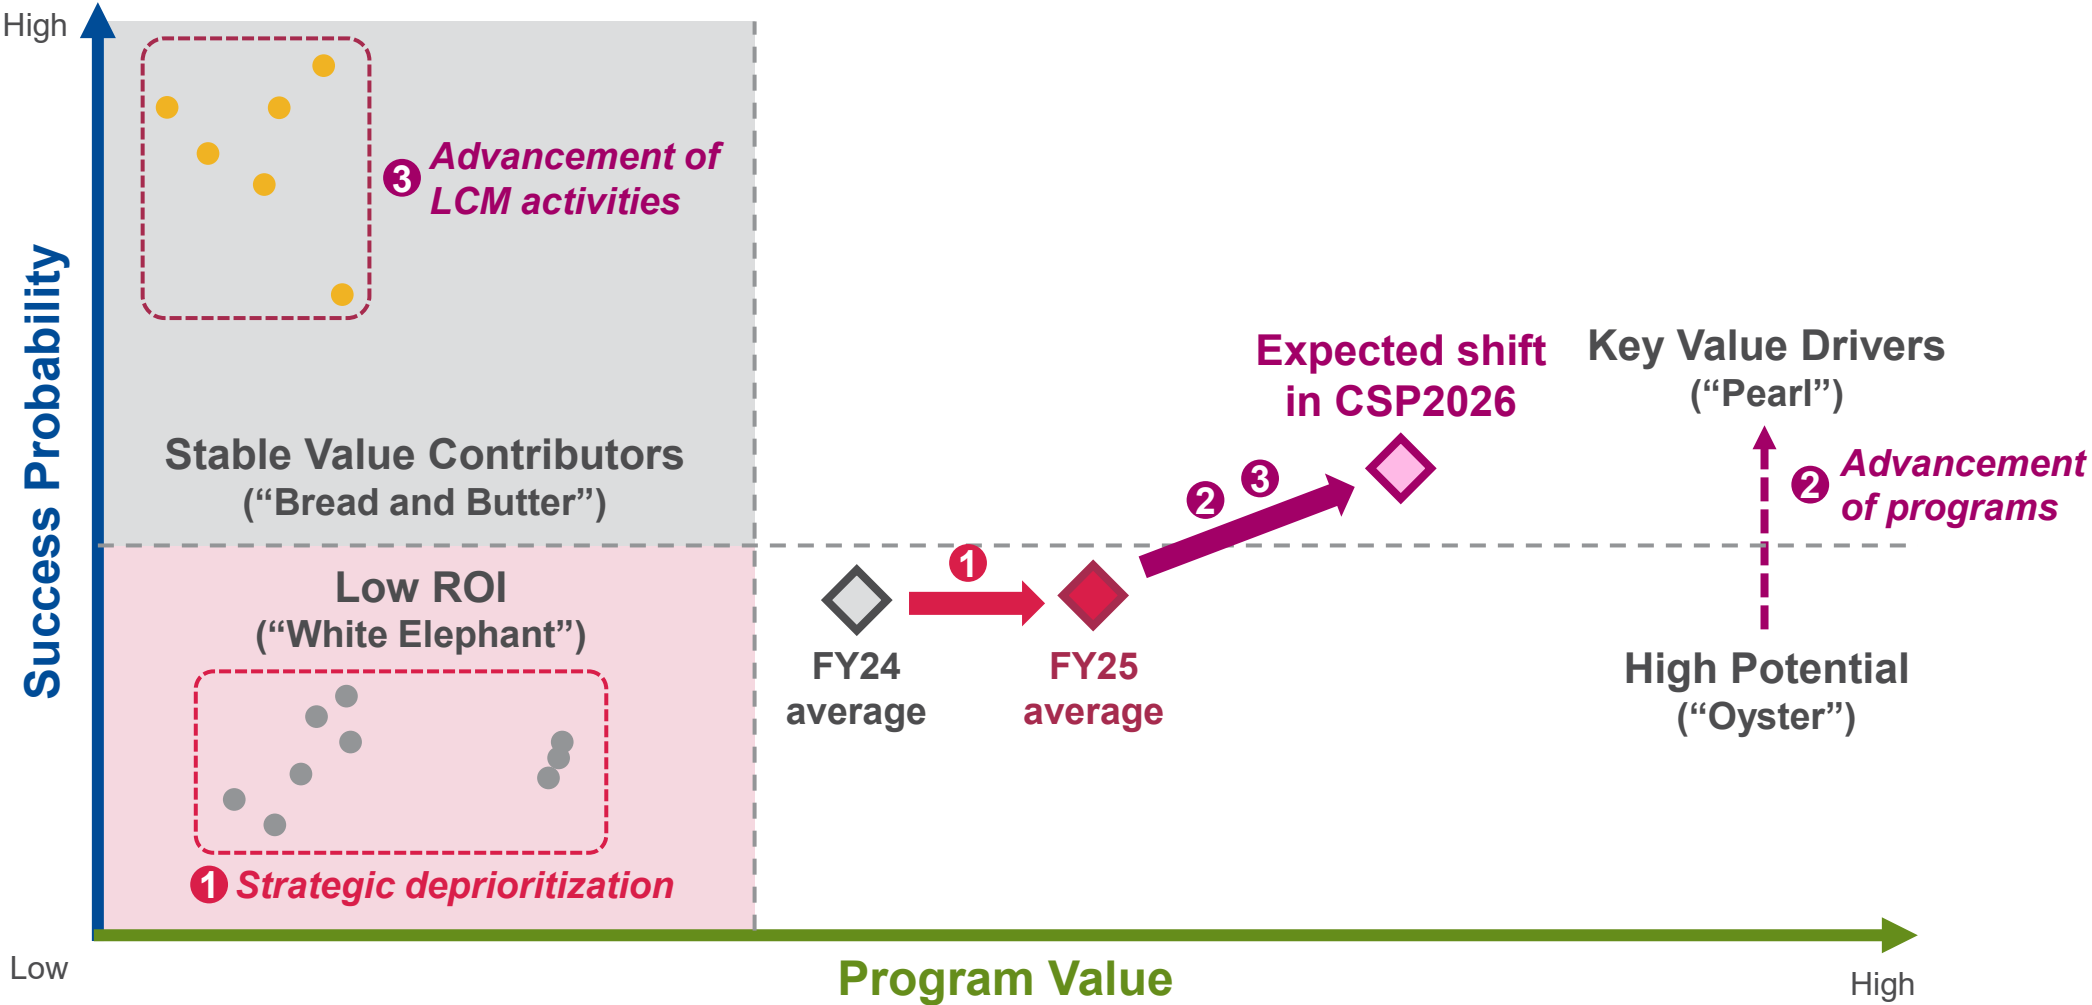 High
Success Probability
3
Advancement of
LCM activities
Stable Value Contributors
(“Bread and Butter”)
Low ROI
(“White Elephant”)
1 Strategic deprioritization
FY24
average
1
FY25
average
2 3
Expected shift
in CSP2026
Key Value Drivers
(“Pearl”)
2
Advancement
of programs
High Potential
(“Oyster”)
Low
Program Value
High